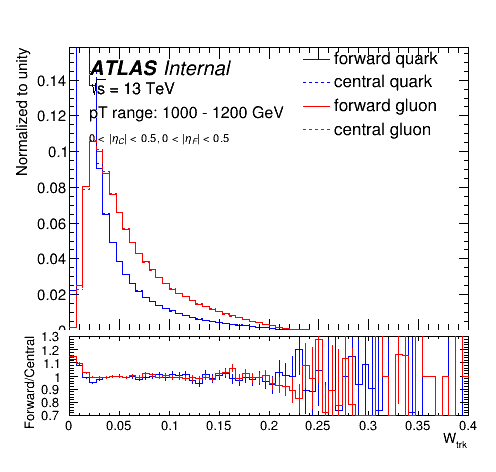 ATLAS Internal
√s = 13 TeV
pT range: 1000 - 1200 GeV
0 < |η_C| < 0.5, 0 < |η_F| < 0.5
forward quark
central quark
forward gluon
central gluon
Normalized to unity
0.14
0.12
0.1
0.08
0.06
0.04
0.02
0
Forward/Central
1.3
1.2
1.1
1.0
0.9
0.8
0.7
0 0.05 0.1 0.15 0.2 0.25 0.3 0.35 0.4
W_trk